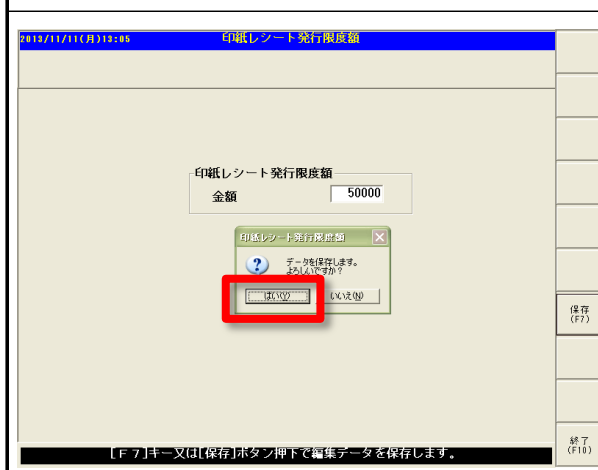 2013/11/11(月)13:05
印紙レシート発行限度額
印紙レシート発行限度額
金額
50000
印紙レシート発行限度額
データを保存します。
よろしいですか？
はい(Y)
いいえ(N)
保存
(F7)
終了
(F10)
[Ｆ７]キー又は[保存]ボタン押下で編集データを保存します。